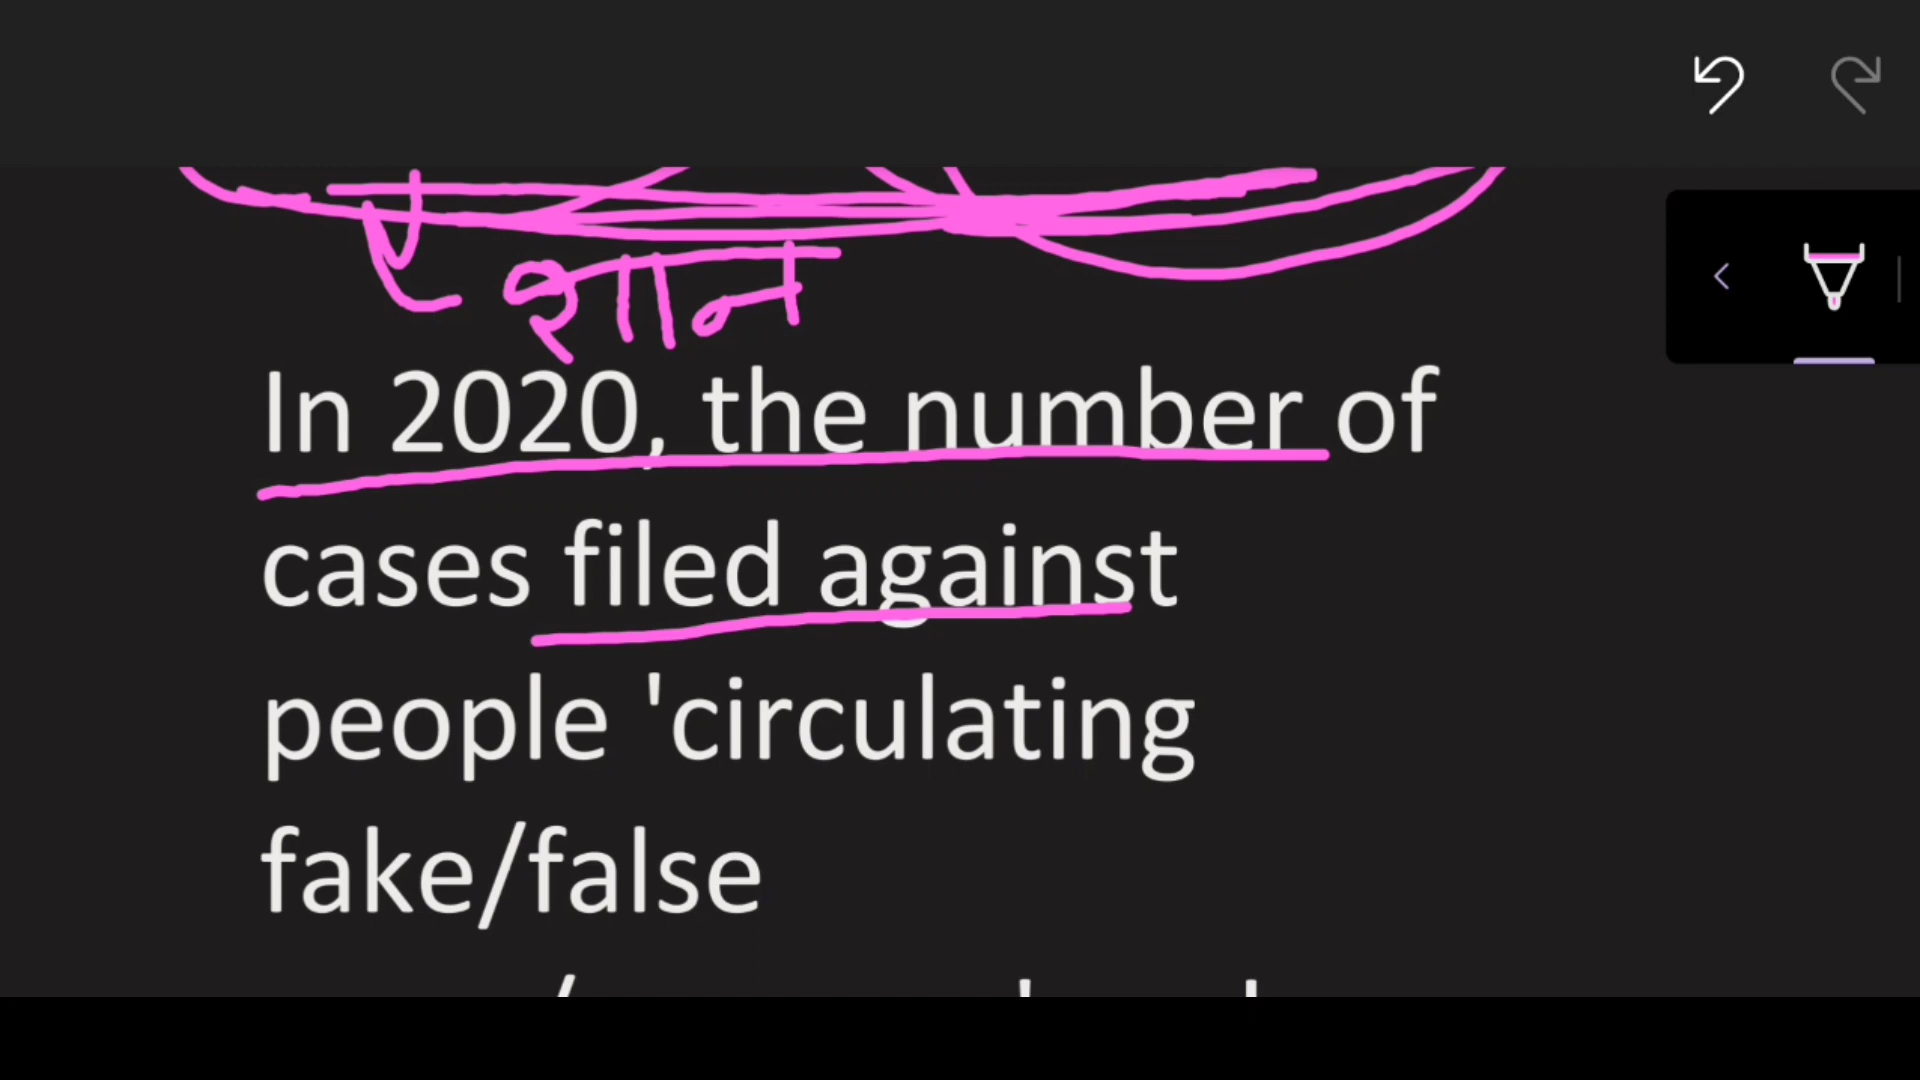 शान
In 2020, the number of
cases filed against
people 'circulating
fake/false